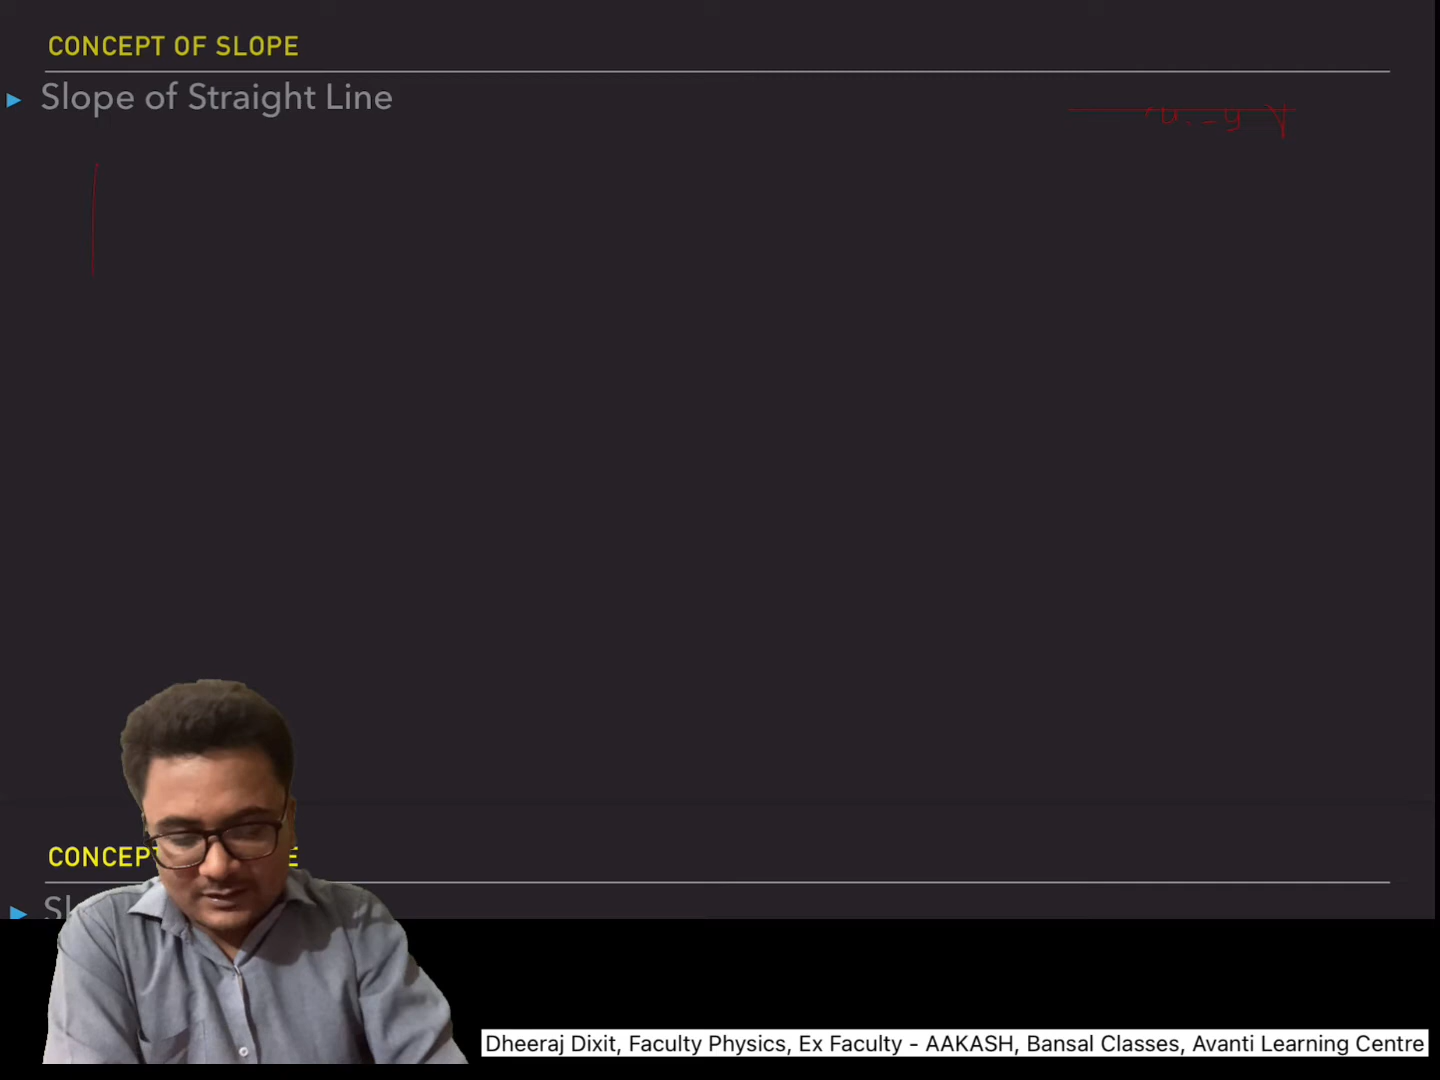 CONCEPT OF SLOPE
▸ Slope of Straight Line
Dheeraj Dixit, Faculty Physics, Ex Faculty - AAKASH, Bansal Classes, Avanti Learning Centre